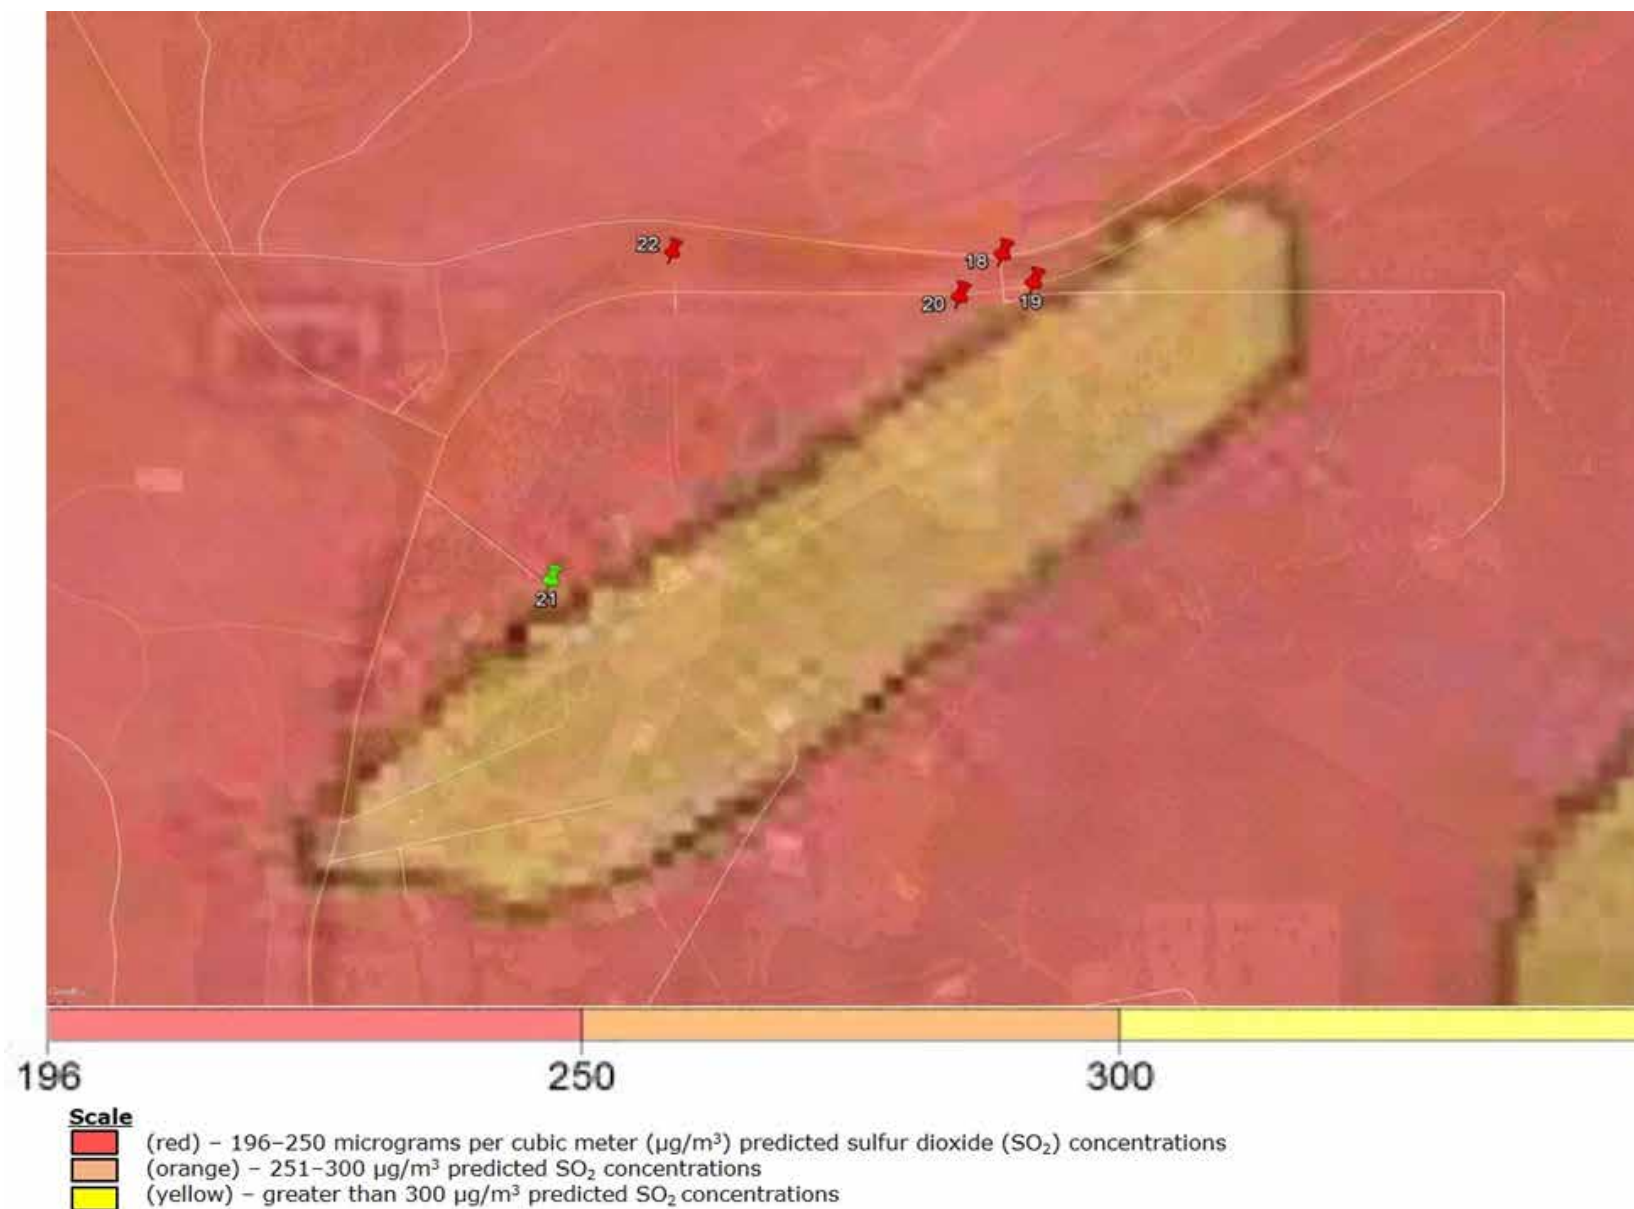 22
18
20
19
21
196 250 300
Scale
(red) – 196–250 micrograms per cubic meter (µg/m³) predicted sulfur dioxide (SO₂) concentrations
(orange) – 251–300 µg/m³ predicted SO₂ concentrations
(yellow) – greater than 300 µg/m³ predicted SO₂ concentrations